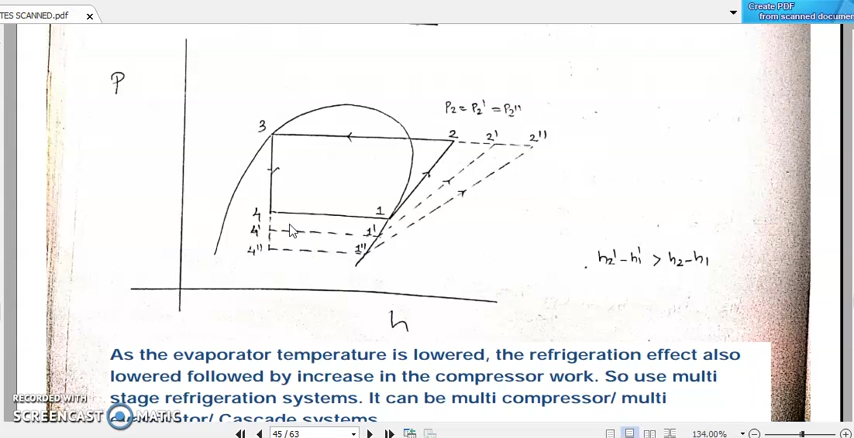 TES SCANNED.pdf
Create PDF
from scanned documen
P
P2 = P2' = P2"
3
2 2' 2"
4 1
4' 1'
4" 1"
h2' - h1' > h2 - h1
h
As the evaporator temperature is lowered, the refrigeration effect also
lowered followed by increase in the compressor work. So use multi
stage refrigeration systems. It can be multi compressor/ multi
/ Cascade systems
RECORDED WITH
SCREENCAST MATIC
45 / 63
134.00%